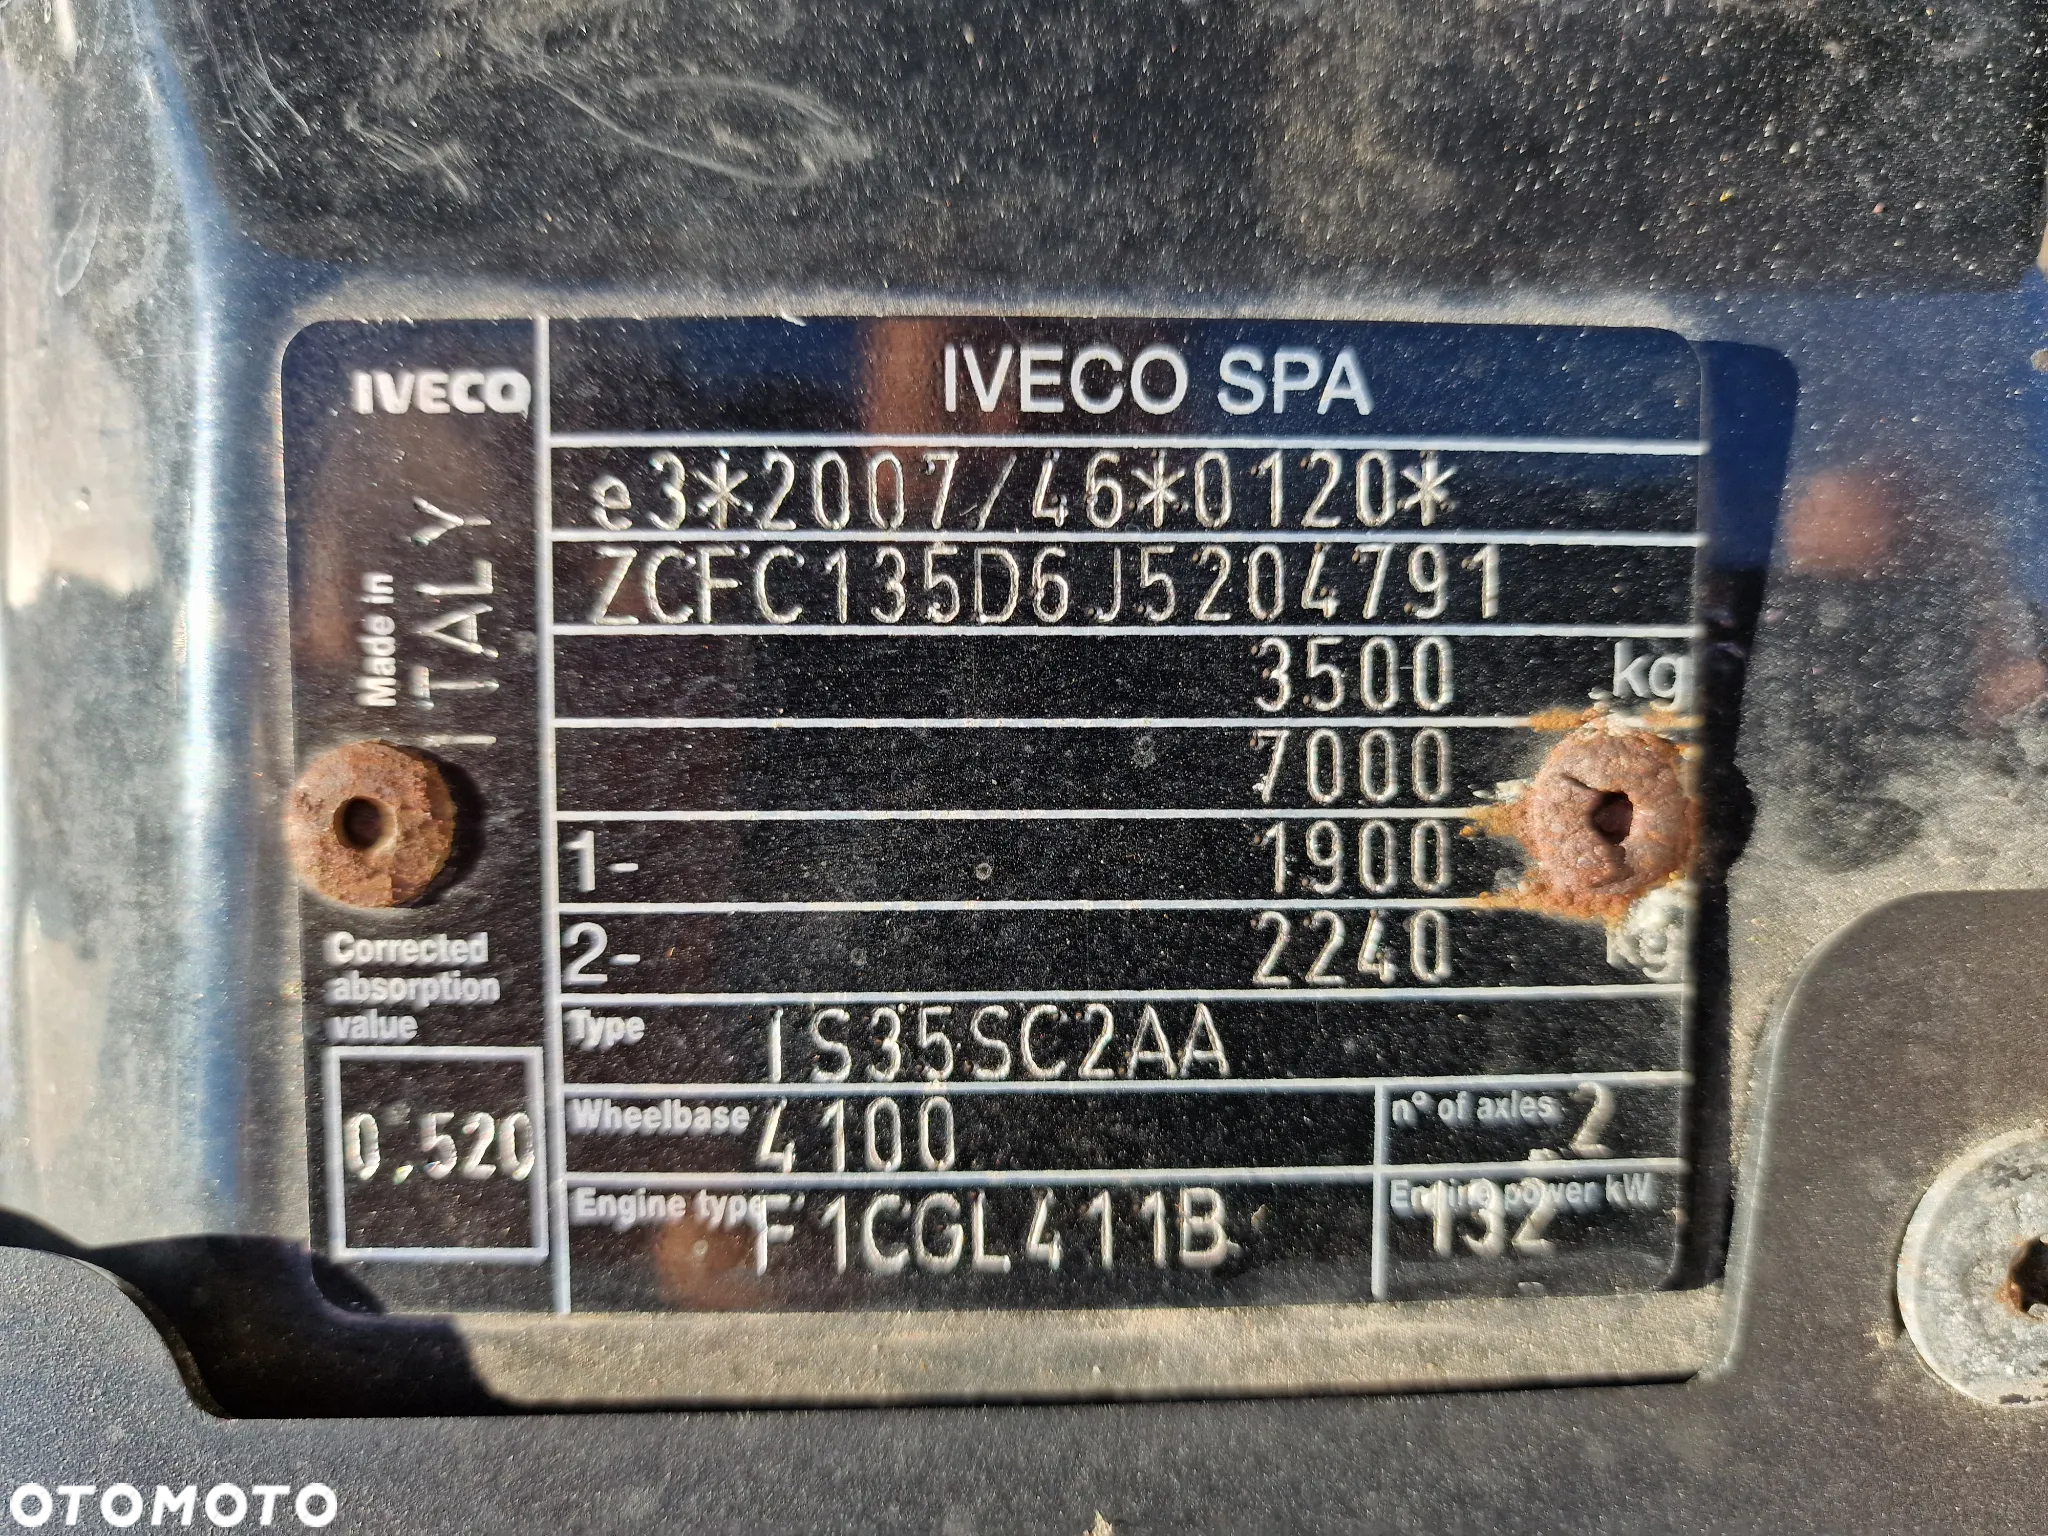 IVECO
IVECO SPA
Made in
ITALY
e3*2007/46*0120*
ZCFC135D6J5204791
3500 kg
7000
1- 1900
2- 2240 kg
Corrected
absorption
value
0.520
Type IS35SC2AA
Wheelbase 4100
n° of axles 2
Engine type F1CGL411B
Engine power kW 132
OTOMOTO